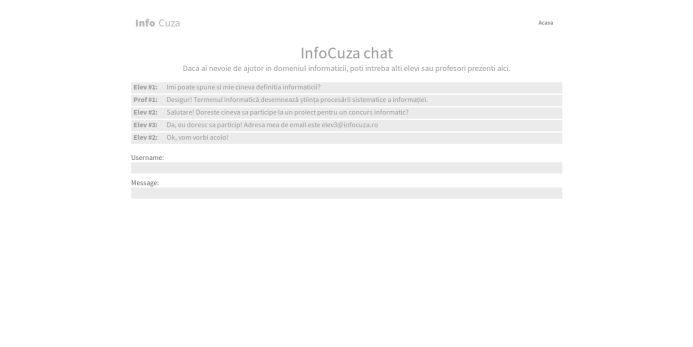 Info Cuza
Acasa
InfoCuza chat
Daca ai nevoie de ajutor in domeniul informaticii, poti intreba alti elevi sau profesori prezenti aici.
Elev #1: Imi poate spune si mie cineva definitia informaticii?
Prof #1: Desigur! Termenul informatică desemnează știința procesării sistematice a informației.
Elev #2: Salutare! Doreste cineva sa participe la un proiect pentru un concurs informatic?
Elev #3: Da, eu doresc sa particip! Adresa mea de email este elev3@infocuza.ro
Elev #2: Ok, vom vorbi acolo!
Username:
Message: